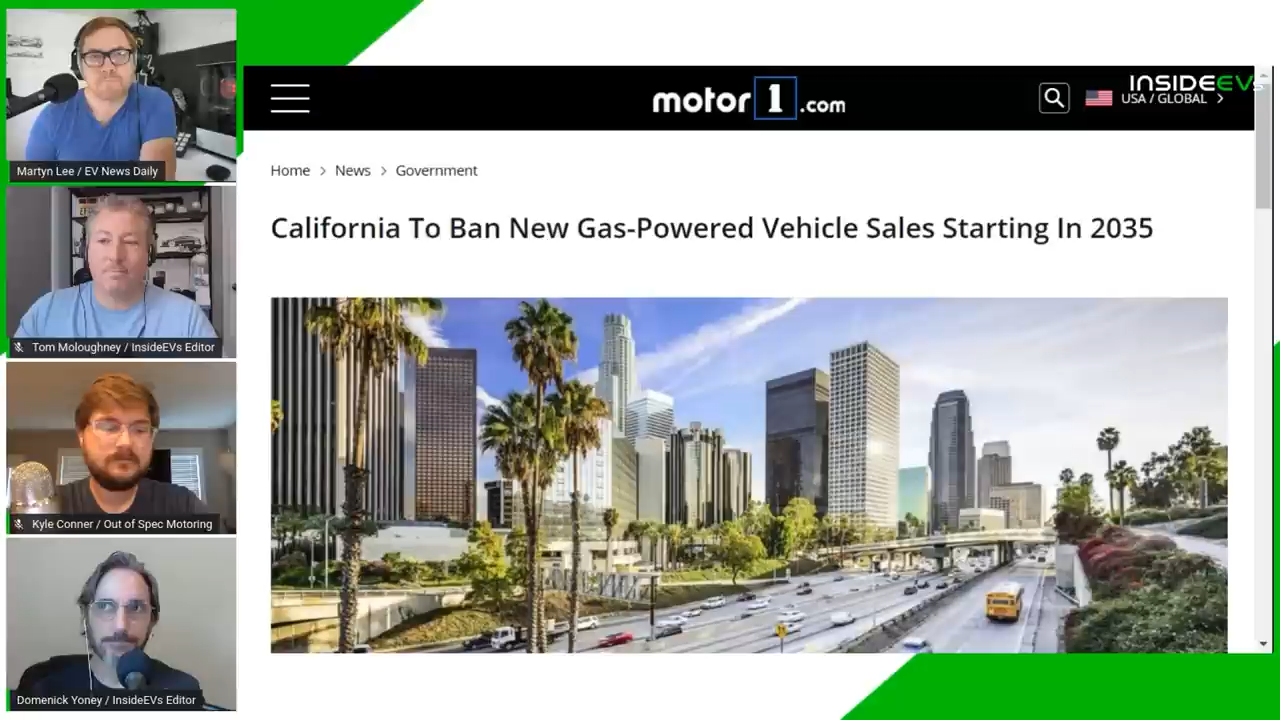 Martyn Lee / EV News Daily
Tom Moloughney / InsideEVs Editor
Kyle Conner / Out of Spec Motoring
Domenick Yoney / InsideEVs Editor
motor1.com
INSIDEEVs
USA / GLOBAL
Home > News > Government
California To Ban New Gas-Powered Vehicle Sales Starting In 2035